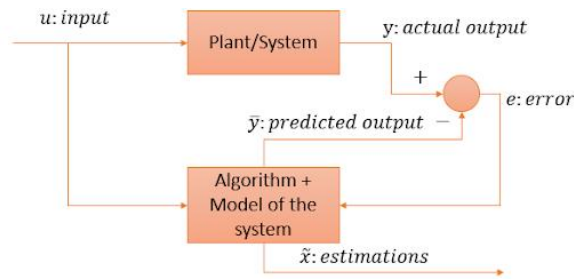 u: input
Plant/System
y: actual output
+
e: error
ȳ: predicted output −
Algorithm +
Model of the
system
x̃: estimations